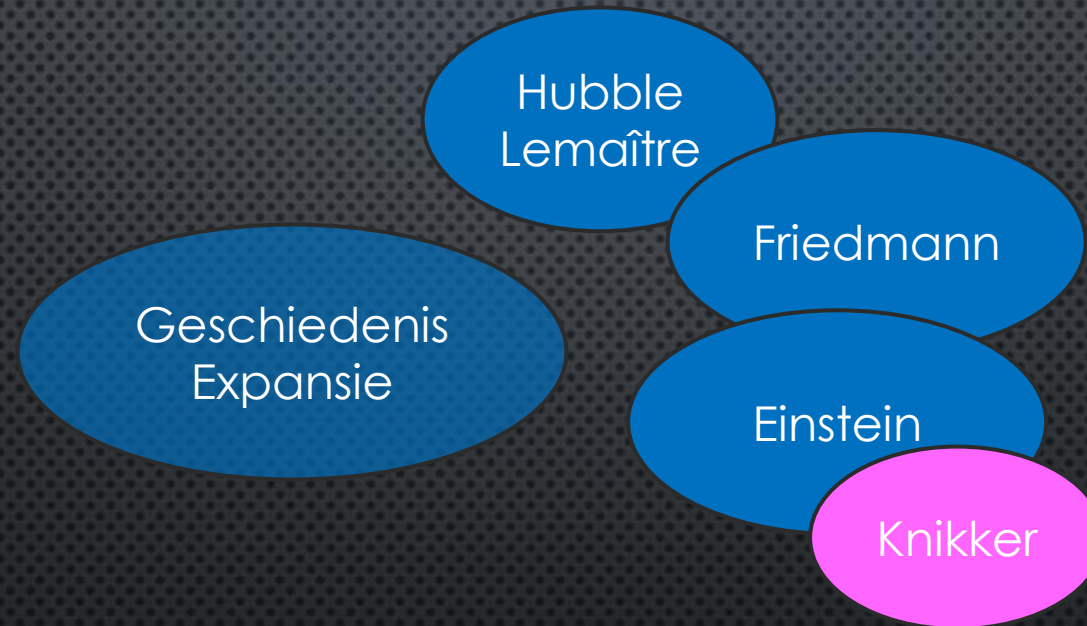 Hubble
Lemaître
Friedmann
Geschiedenis
Expansie
Einstein
Knikker